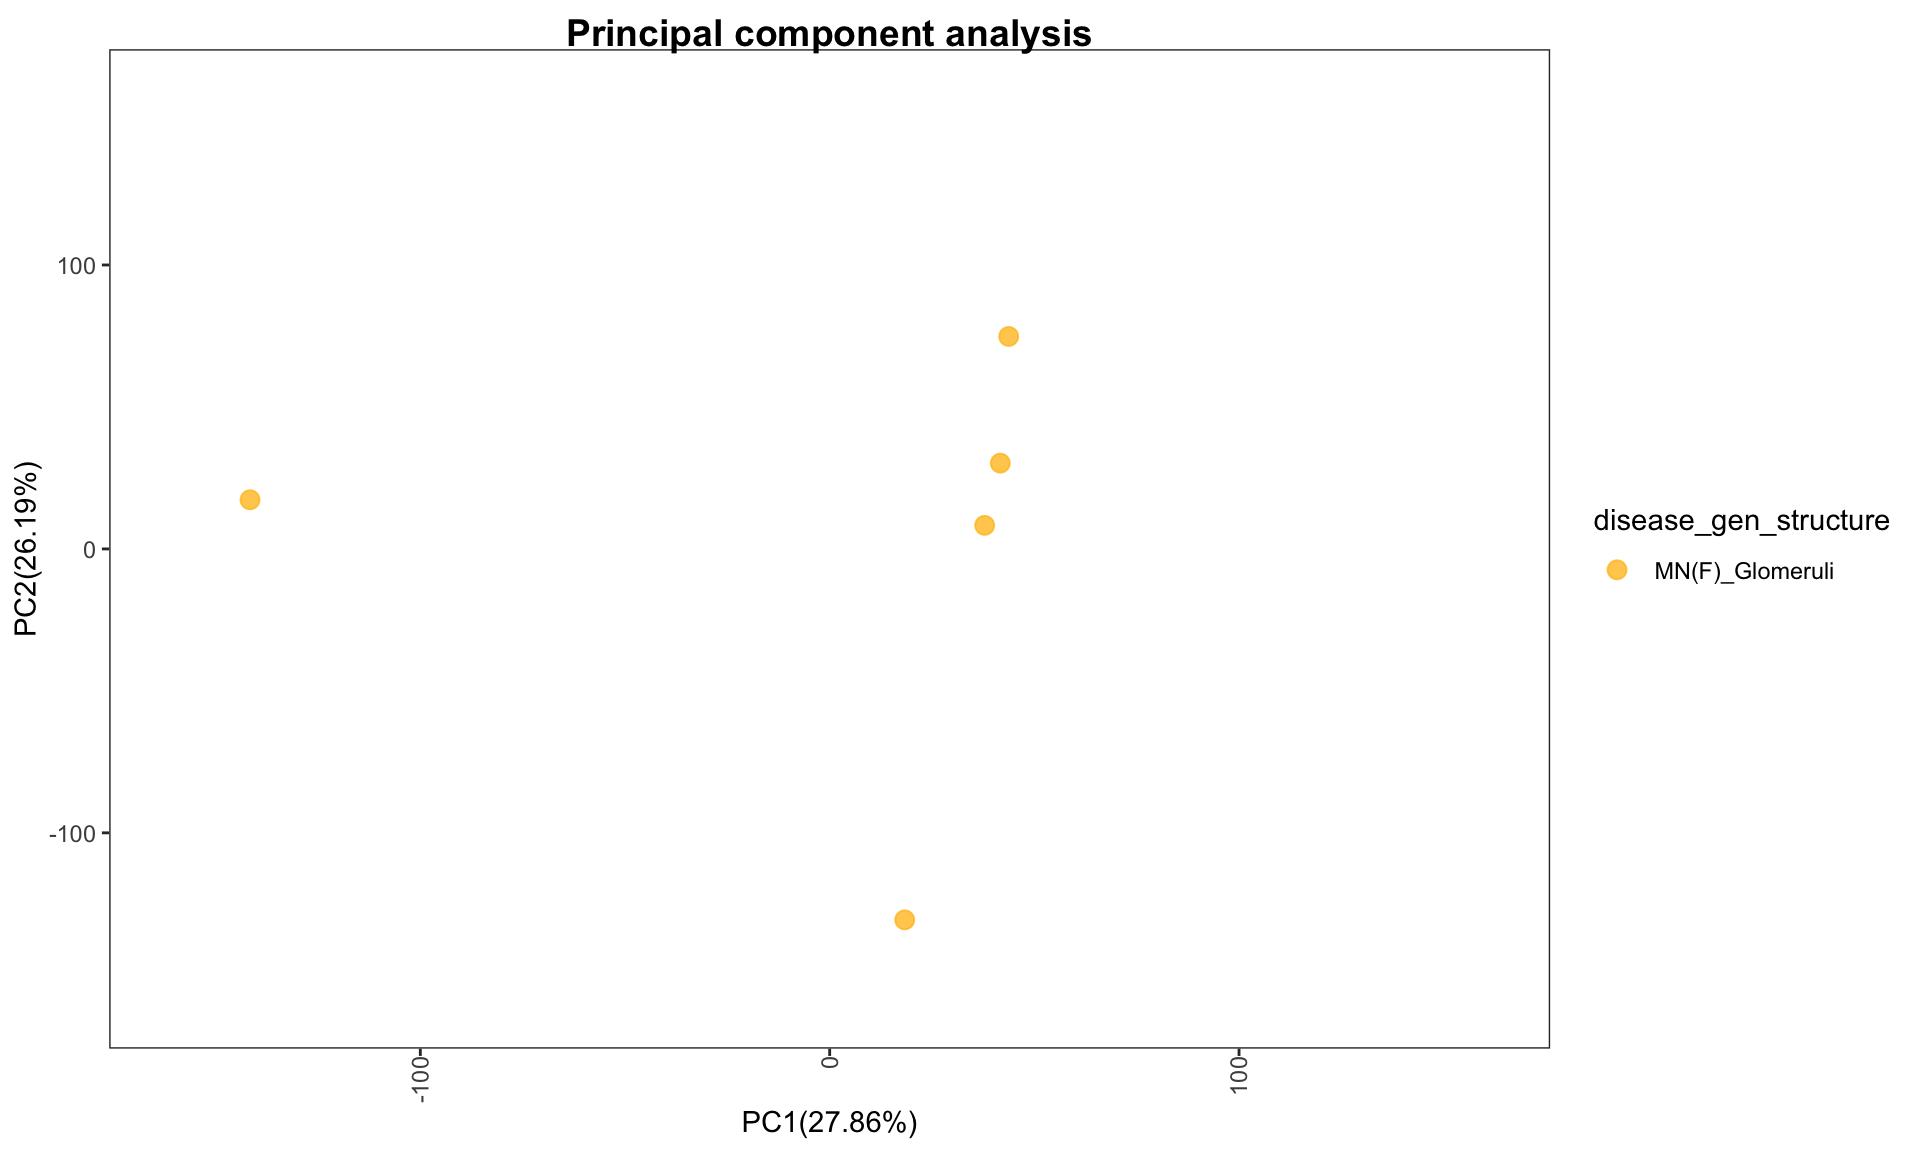 Principal component analysis
100
0
-100
PC2(26.19%)
-100
0
100
PC1(27.86%)
disease_gen_structure
MN(F)_Glomeruli